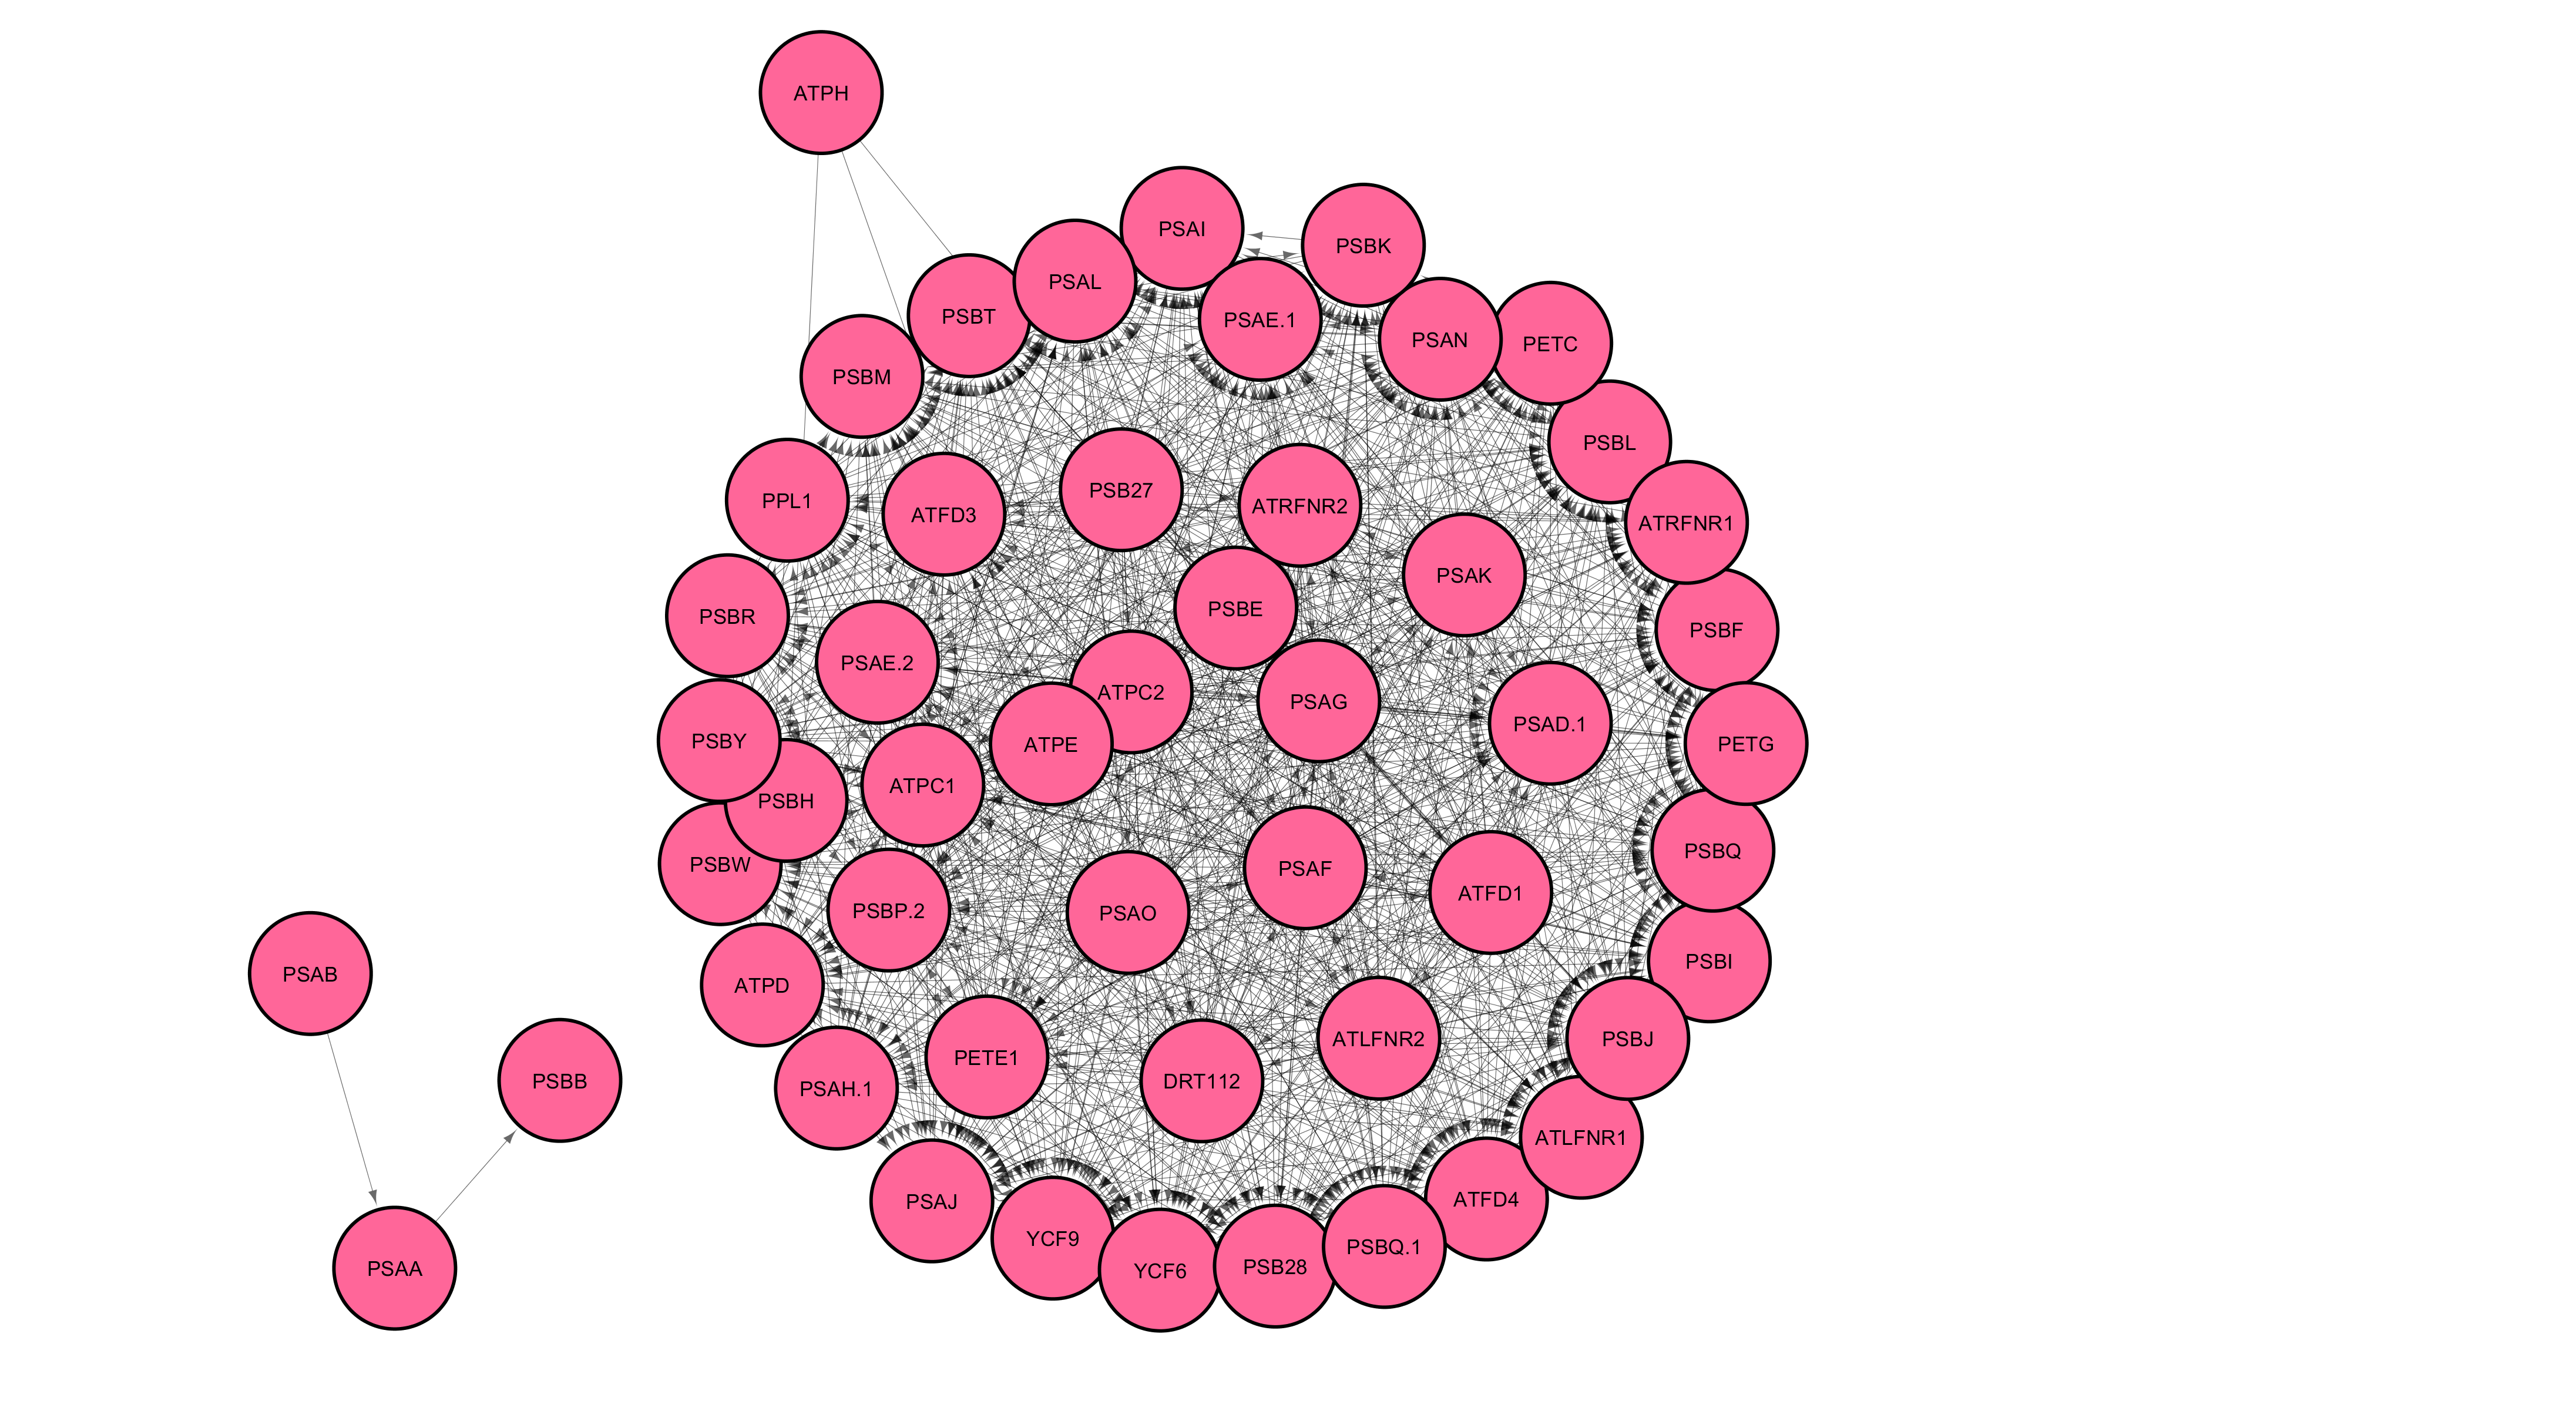 ATPH
PSAI
PSBK
PSAL
PSBT
PSAE.1
PSAN
PETC
PSBM
PSBL
PSB27
PPL1
ATRFNR2
ATFD3
ATRFNR1
PSAK
PSBE
PSBR
PSBF
PSAE.2
ATPC2
PSAG
PSAD.1
PSBY
ATPE
PETG
ATPC1
PSBH
PSBQ
PSBW
PSAF
ATFD1
PSBP.2
PSAO
PSBI
PSAB
ATPD
ATLFNR2
PSBJ
PETE1
PSBB
DRT112
PSAH.1
ATLFNR1
PSAJ
ATFD4
YCF9
PSBQ.1
PSB28
PSAA
YCF6